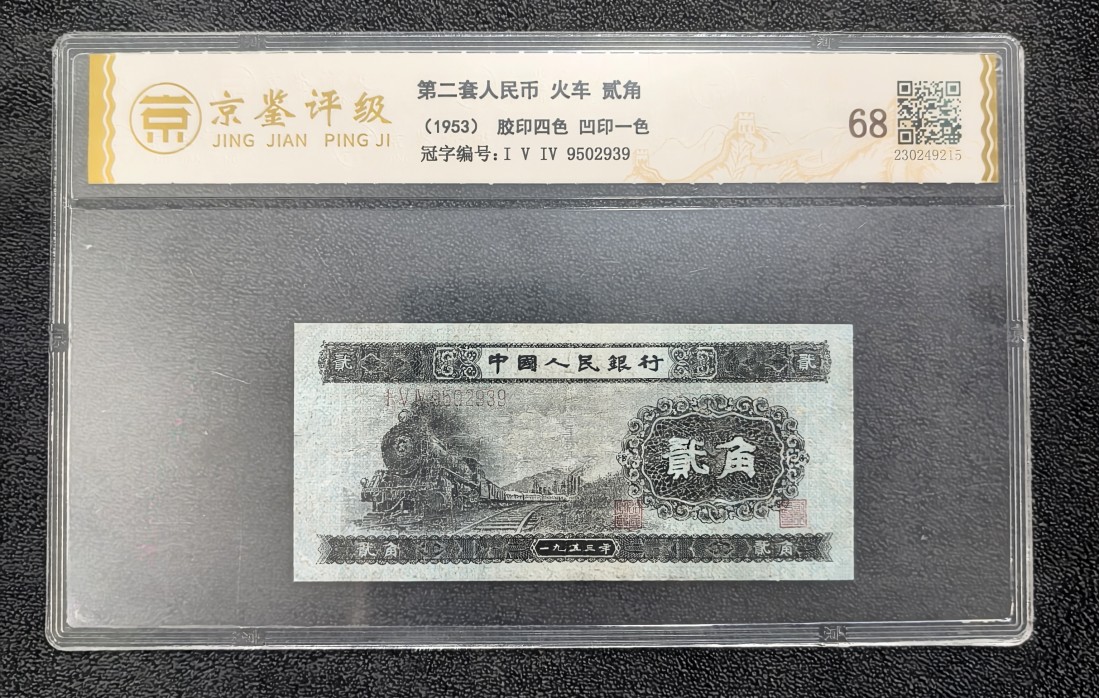 京鉴评级
JING JIAN PING JI
第二套人民币 火车 贰角
（1953） 胶印四色 凹印一色
冠字编号:I V IV 9502939
68
230249215
貳 中國人民銀行 貳
I V IV 9502939
貳角
貳角 一九五三年 貳角